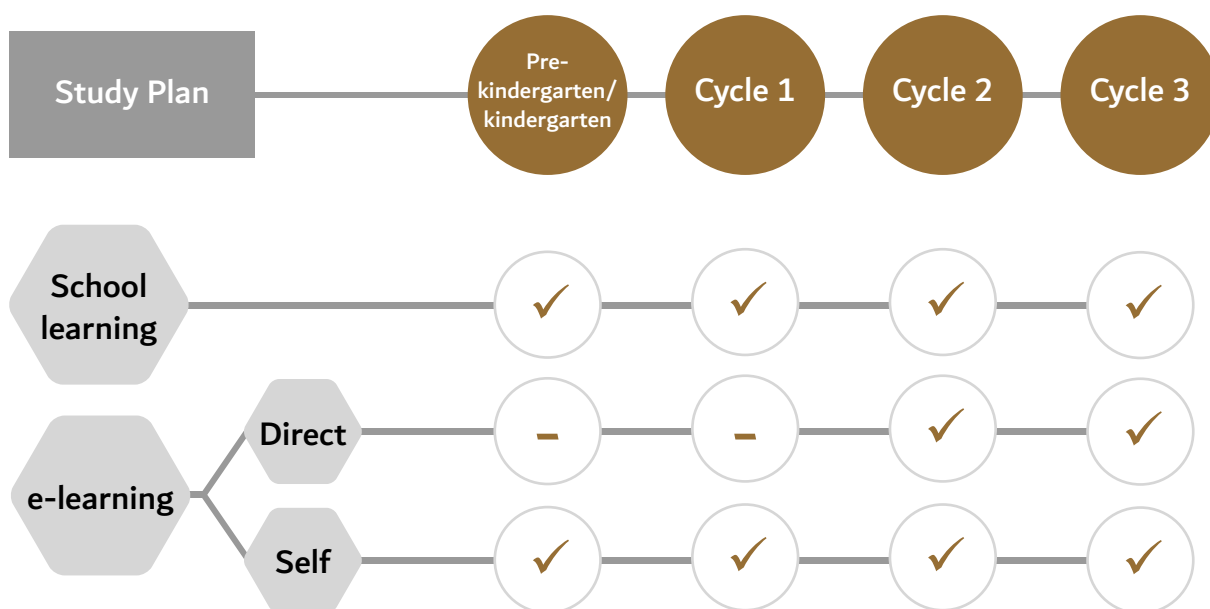 Study Plan
Pre-
kindergarten/
kindergarten
Cycle 1
Cycle 2
Cycle 3
School
learning
✓ ✓ ✓ ✓
e-learning
Direct
- - ✓ ✓
Self
✓ ✓ ✓ ✓